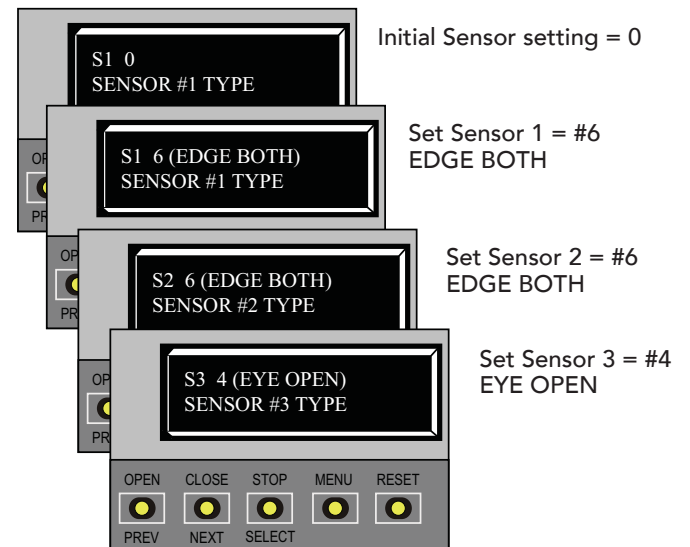 S1 0
SENSOR #1 TYPE
Initial Sensor setting = 0
S1 6 (EDGE BOTH)
SENSOR #1 TYPE
Set Sensor 1 = #6
EDGE BOTH
S2 6 (EDGE BOTH)
SENSOR #2 TYPE
Set Sensor 2 = #6
EDGE BOTH
S3 4 (EYE OPEN)
SENSOR #3 TYPE
Set Sensor 3 = #4
EYE OPEN
OPEN CLOSE STOP MENU RESET
PREV NEXT SELECT